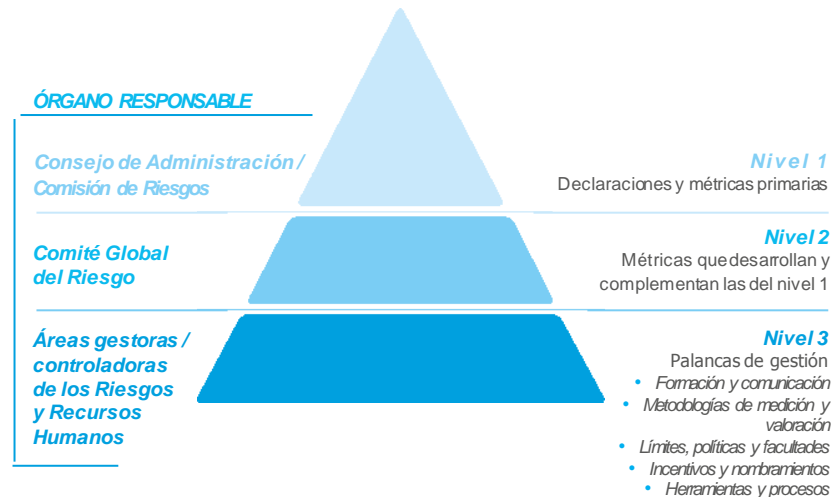 ÓRGANO RESPONSABLE
Consejo de Administración /
Comisión de Riesgos
Nivel 1
Declaraciones y métricas primarias
Comité Global
del Riesgo
Nivel 2
Métricas que desarrollan y
complementan las del nivel 1
Áreas gestoras /
controladoras
de los Riesgos
y Recursos
Humanos
Nivel 3
Palancas de gestión
• Formación y comunicación
• Metodologías de medición y
valoración
• Límites, políticas y facultades
• Incentivos y nombramientos
• Herramientas y procesos